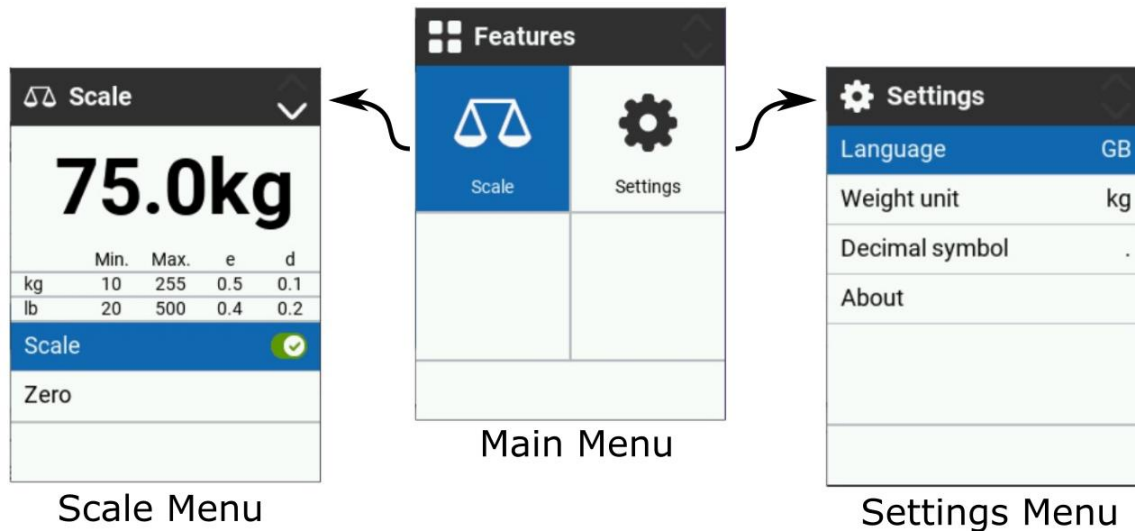 Scale
75.0kg
Min. Max. e d
kg 10 255 0.5 0.1
lb 20 500 0.4 0.2
Scale
Zero
Scale Menu
Features
Scale Settings
Main Menu
Settings
Language GB
Weight unit kg
Decimal symbol .
About
Settings Menu